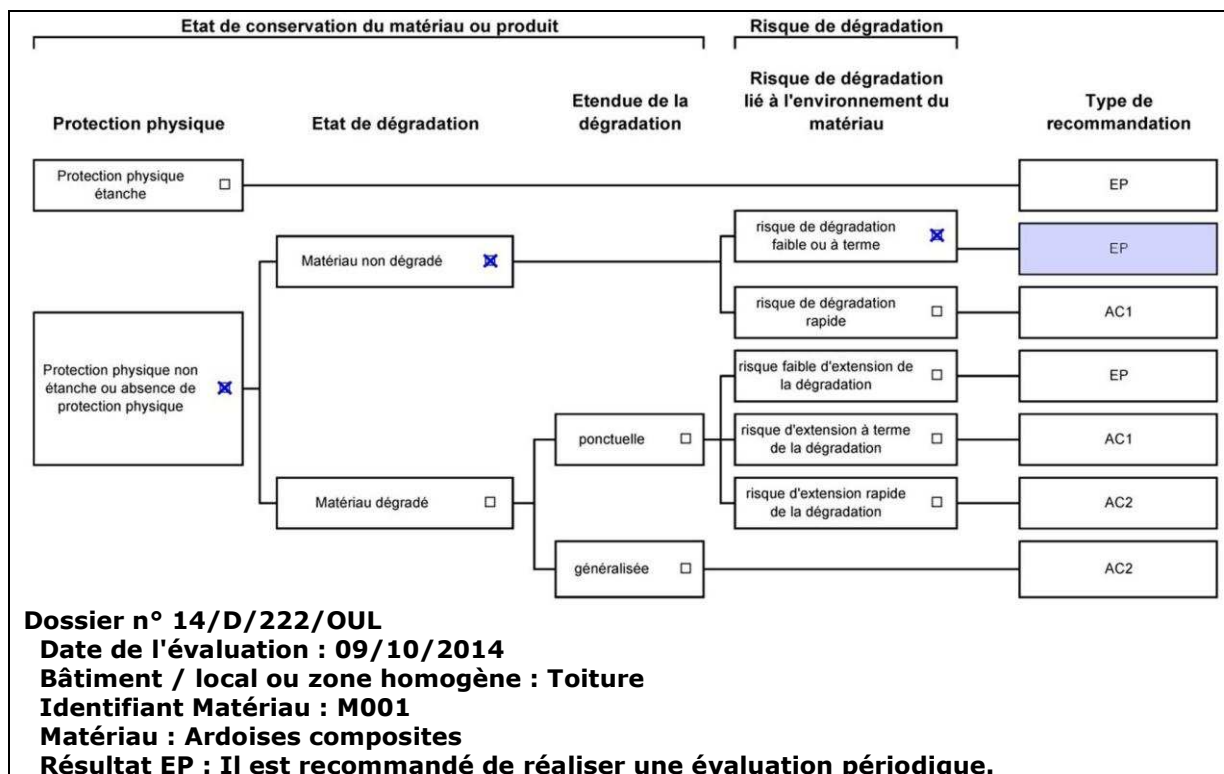 Etat de conservation du matériau ou produit
Risque de dégradation
Protection physique
Etat de dégradation
Etendue de la
dégradation
Risque de dégradation
lié à l'environnement du
matériau
Type de
recommandation
Protection physique
étanche
EP
Matériau non dégradé
risque de dégradation
faible ou à terme
EP
risque de dégradation
rapide
AC1
Protection physique non
étanche ou absence de
protection physique
risque faible d'extension de
la dégradation
EP
ponctuelle
risque d'extension à terme
de la dégradation
AC1
Matériau dégradé
risque d'extension rapide
de la dégradation
AC2
généralisée
AC2
Dossier n° 14/D/222/OUL
Date de l'évaluation : 09/10/2014
Bâtiment / local ou zone homogène : Toiture
Identifiant Matériau : M001
Matériau : Ardoises composites
Résultat EP : Il est recommandé de réaliser une évaluation périodique.